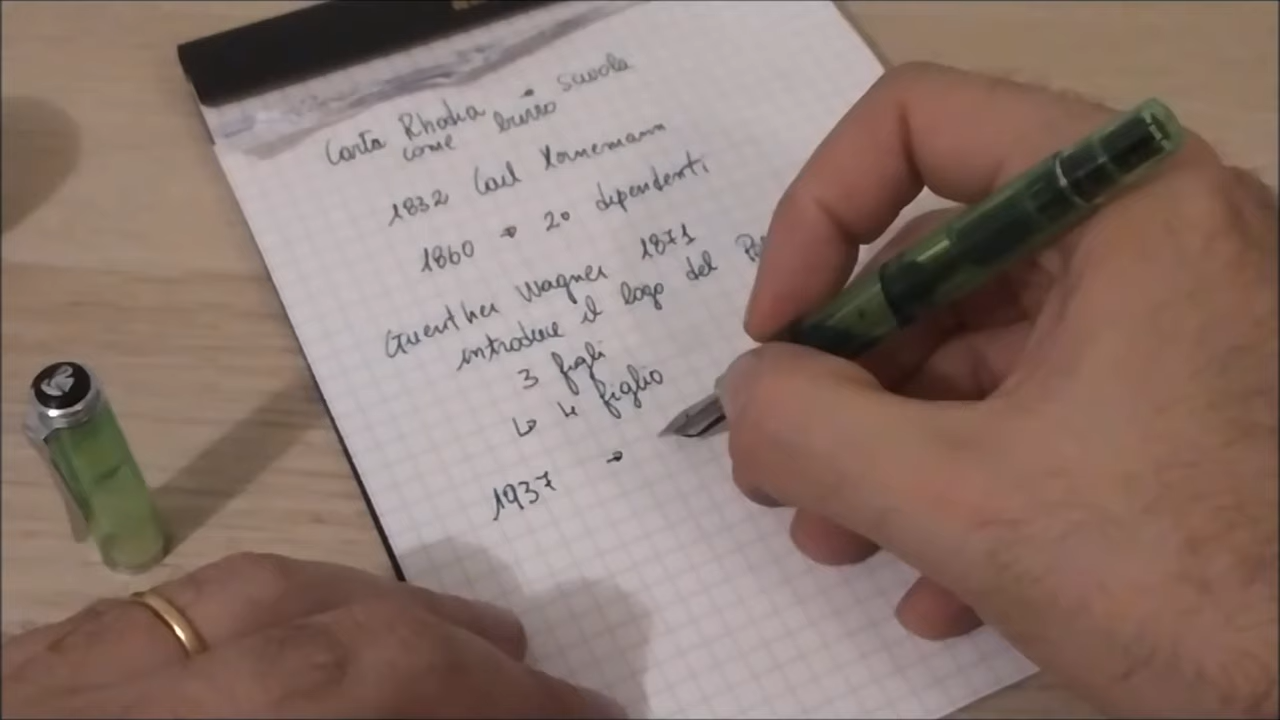 Carta Rhodia → scuola
come burro
1832 Carl Hornemann
1860 → 20 dipendenti
Guenther Wagner 1871
introduce il logo del
3 figli
↳ 4 figlio
1937 →